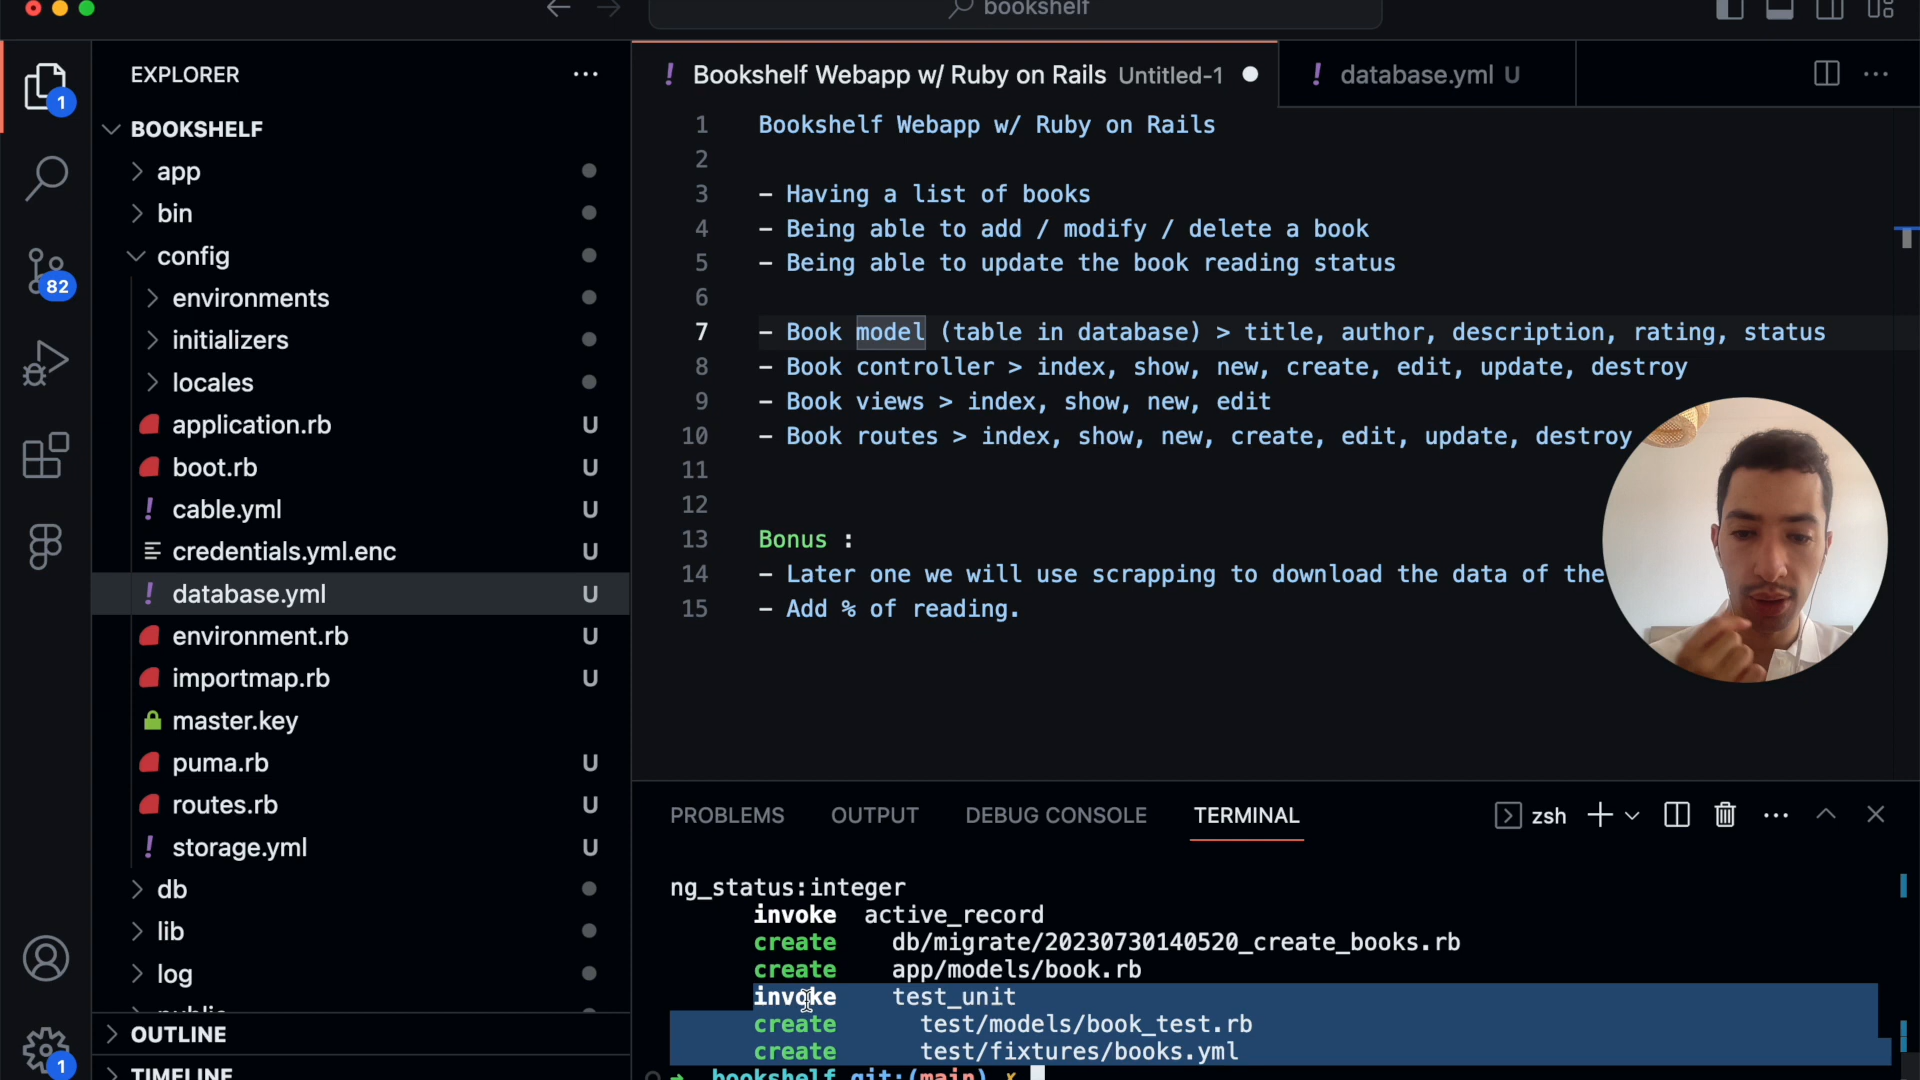 bookshelf
EXPLORER
BOOKSHELF
app
bin
config
environments
initializers
locales
application.rb U
boot.rb U
cable.yml U
credentials.yml.enc U
database.yml U
environment.rb U
importmap.rb U
master.key
puma.rb U
routes.rb U
storage.yml U
db
lib
log
public
OUTLINE
TIMELINE
1
82
1
Bookshelf Webapp w/ Ruby on Rails Untitled-1
database.yml U
1 Bookshelf Webapp w/ Ruby on Rails
2
3 - Having a list of books
4 - Being able to add / modify / delete a book
5 - Being able to update the book reading status
6
7 - Book model (table in database) > title, author, description, rating, status
8 - Book controller > index, show, new, create, edit, update, destroy
9 - Book views > index, show, new, edit
10 - Book routes > index, show, new, create, edit, update, destroy
11
12
13 Bonus :
14 - Later one we will use scrapping to download the data of the
15 - Add % of reading.
PROBLEMS OUTPUT DEBUG CONSOLE TERMINAL zsh
ng_status:integer
invoke active_record
create db/migrate/20230730140520_create_books.rb
create app/models/book.rb
invoke test_unit
create test/models/book_test.rb
create test/fixtures/books.yml
→ bookshelf git:(main) ✗